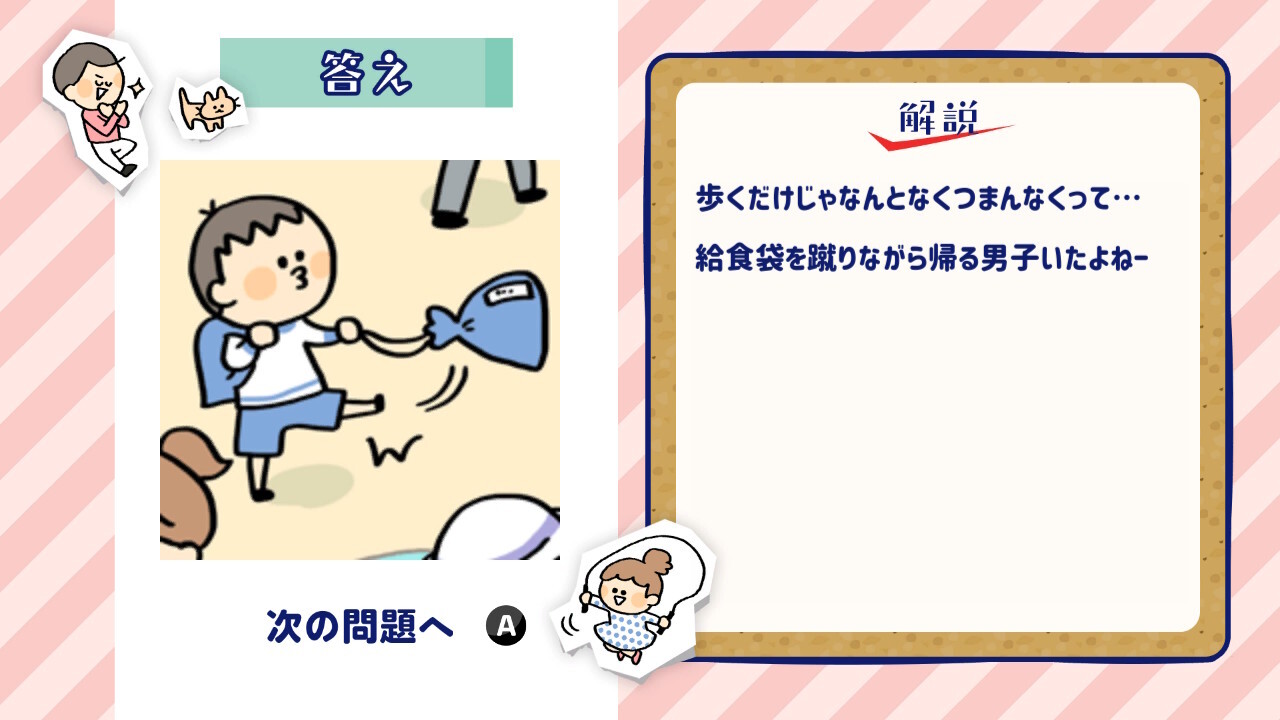 答え
解説
歩くだけじゃなんとなくつまんなくって…
給食袋を蹴りながら帰る男子いたよねー
次の問題へ A